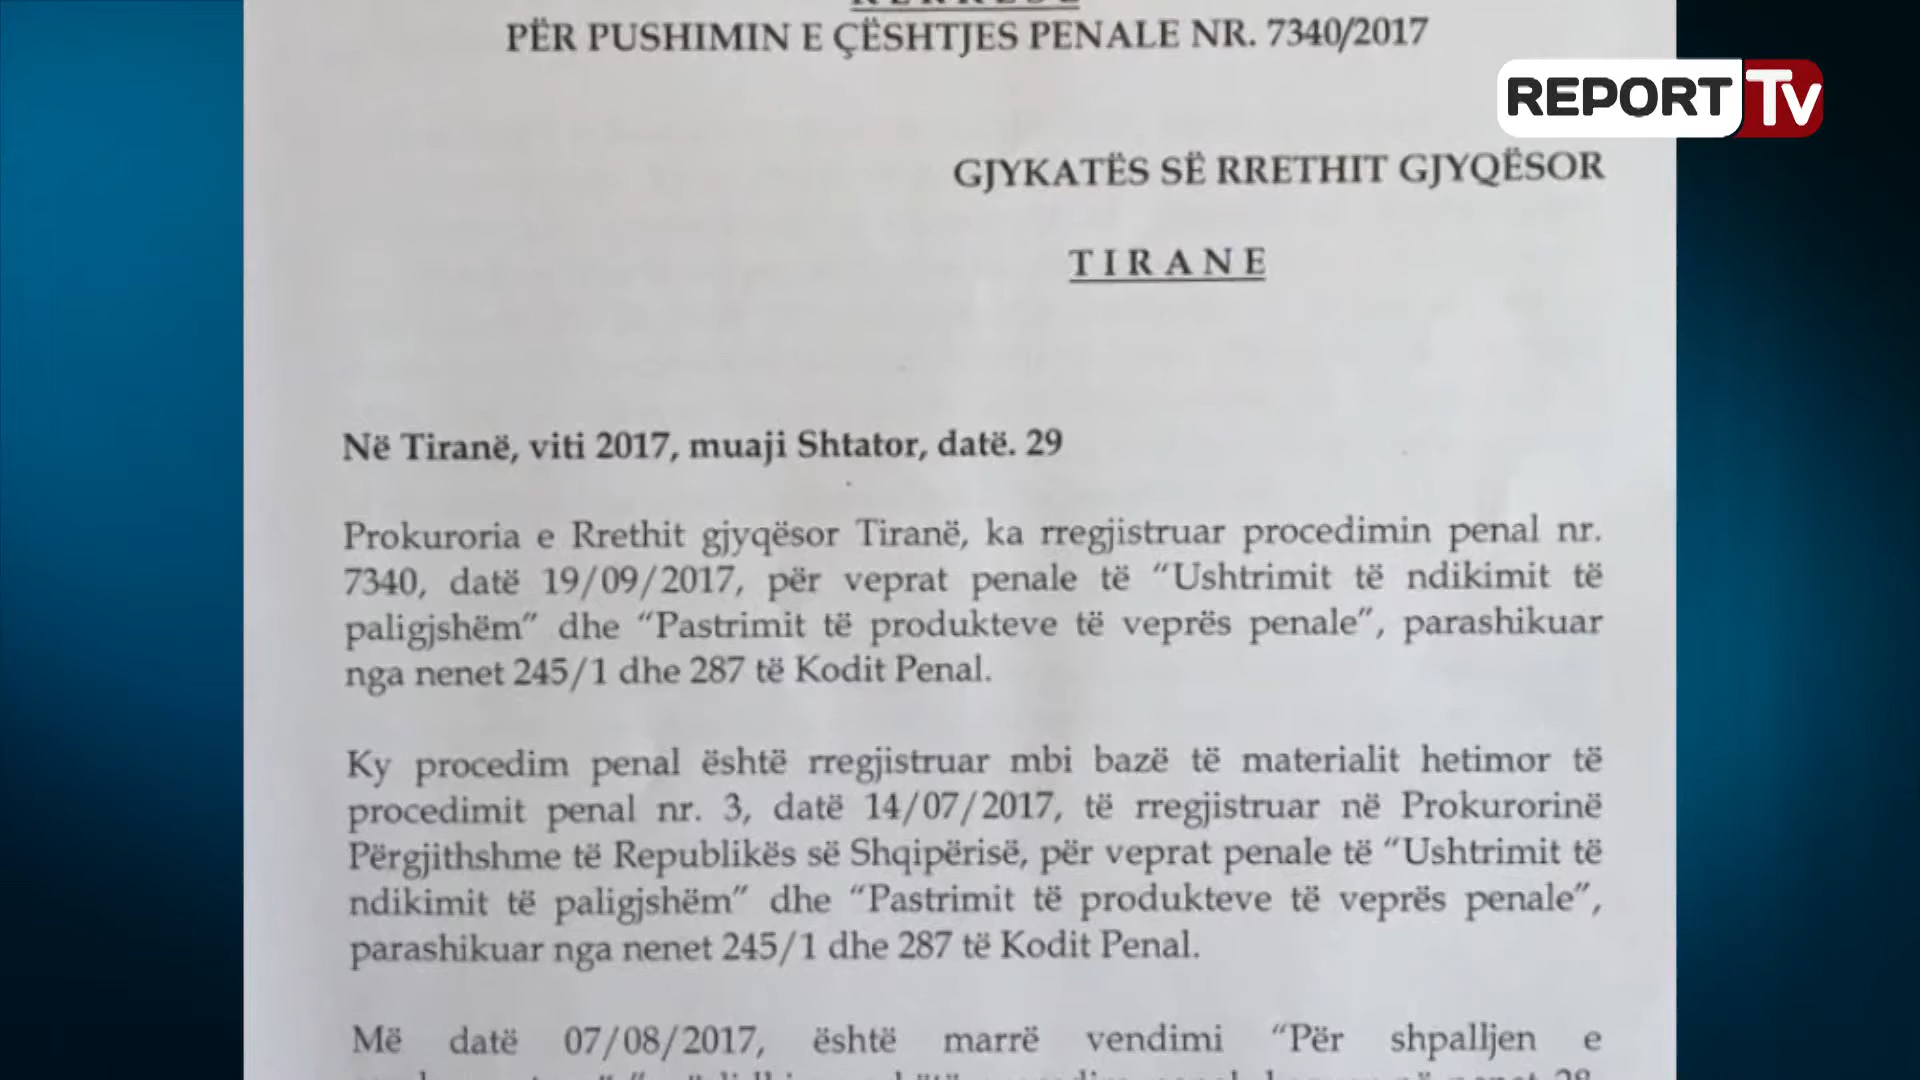 PËR PUSHIMIN E ÇËSHTJES PENALE NR. 7340/2017
REPORT Tv
GJYKATËS SË RRETHIT GJYQËSOR
TIRANE
Në Tiranë, viti 2017, muaji Shtator, datë. 29
Prokuroria e Rrethit gjyqësor Tiranë, ka rregjistruar procedimin penal nr.
7340, datë 19/09/2017, për veprat penale të “Ushtrimit të ndikimit të
paligjshëm” dhe “Pastrimit të produkteve të veprës penale”, parashikuar
nga nenet 245/1 dhe 287 të Kodit Penal.
Ky procedim penal është rregjistruar mbi bazë të materialit hetimor të
procedimit penal nr. 3, datë 14/07/2017, të rregjistruar në Prokurorinë
Përgjithshme të Republikës së Shqipërisë, për veprat penale të “Ushtrimit të
ndikimit të paligjshëm” dhe “Pastrimit të produkteve të veprës penale”,
parashikuar nga nenet 245/1 dhe 287 të Kodit Penal.
Më datë 07/08/2017, është marrë vendimi “Për shpalljen e